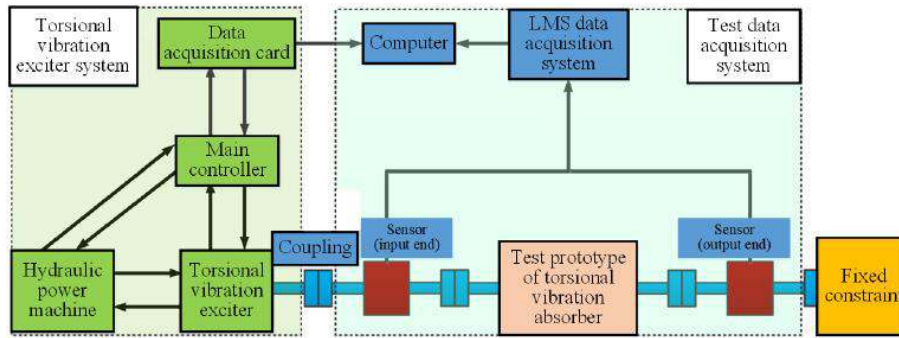 Torsional
vibration
exciter system
Data
acquisition card
Computer
LMS data
acquisition
system
Test data
acquisition
system
Main
controller
Hydraulic
power
machine
Torsional
vibration
exciter
Coupling
Sensor
(input end)
Test prototype
of torsional
vibration
absorber
Sensor
(output end)
Fixed
constraint